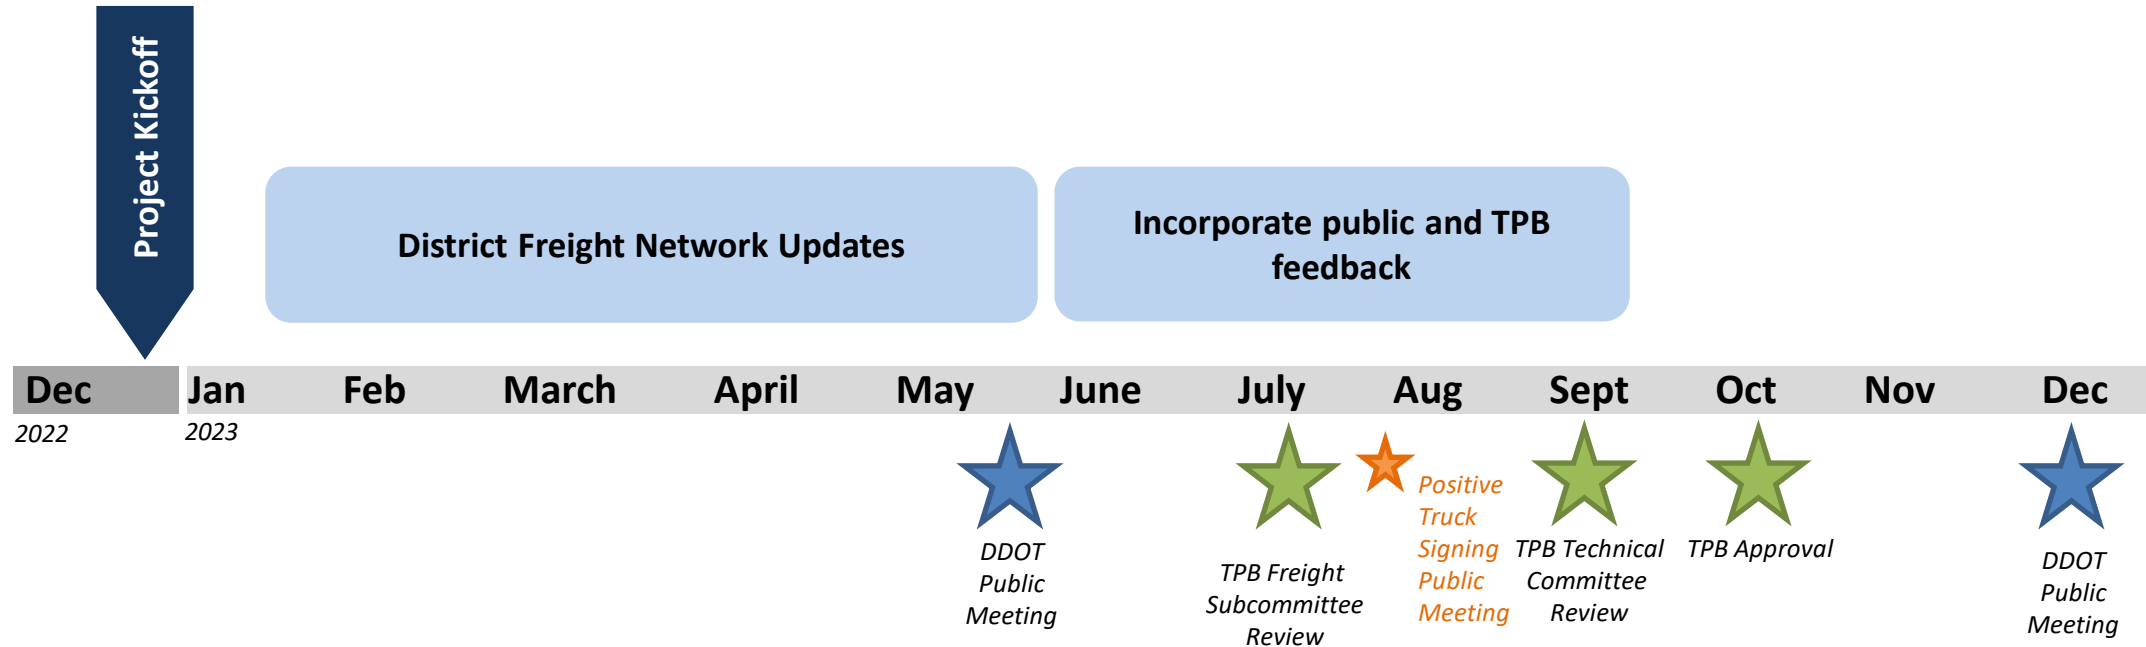 Project Kickoff
District Freight Network Updates
Incorporate public and TPB
feedback
Dec
Jan
Feb
March
April
May
June
July
Aug
Sept
Oct
Nov
Dec
2022
2023
DDOT
Public
Meeting
TPB Freight
Subcommittee
Review
Positive
Truck
Signing
Public
Meeting
TPB Technical
Committee
Review
TPB Approval
DDOT
Public
Meeting